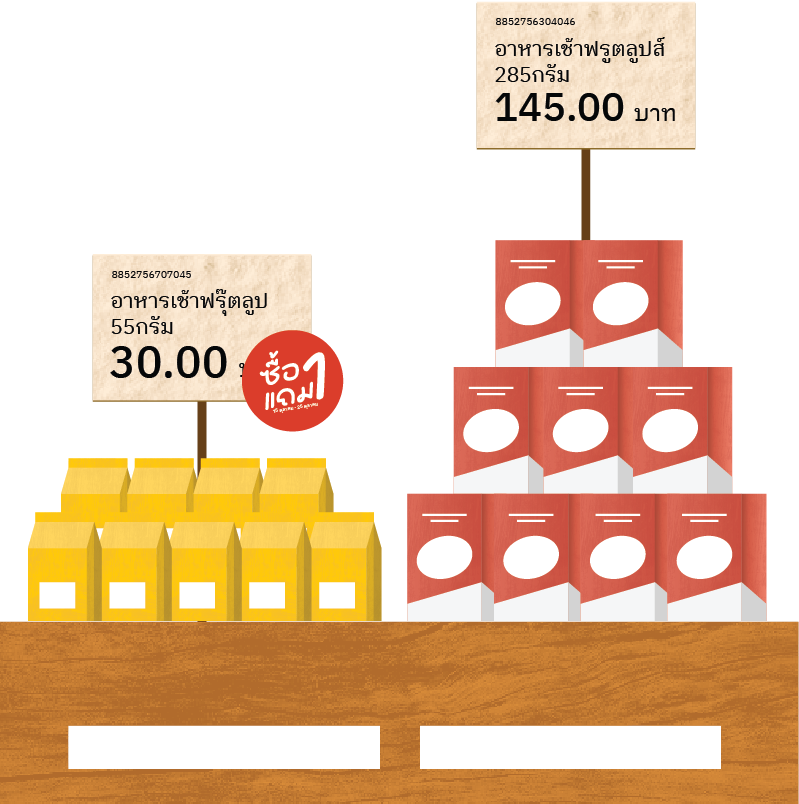 8852756304046
อาหารเช้าฟรูตลูปส์
285กรัม
145.00 บาท
8852756707045
อาหารเช้าฟรุ๊ตลูป
55กรัม
30.00
ซื้อ 1
แถม